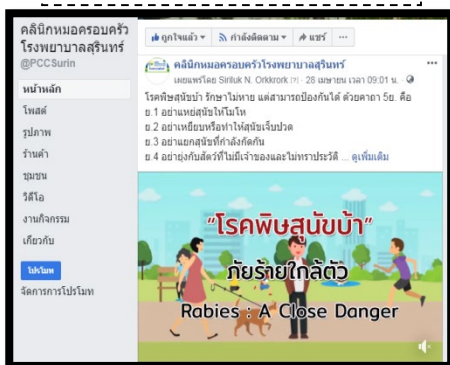 คลินิกหมอครอบครัว
โรงพยาบาลสุรินทร์
@PCCSurin
หน้าหลัก
โพสต์
รูปภาพ
ร้านค้า
ชุมชน
วิดีโอ
งานกิจกรรม
เกี่ยวกับ
โปรโมท
จัดการการโปรโมท
ถูกใจแล้ว
กำลังติดตาม
แชร์
คลินิกหมอครอบครัวโรงพยาบาลสุรินทร์
เผยแพร่โดย Siriluk N. Orkkrork [?] · 28 เมษายน เวลา 09:01 น. ·
โรคพิษสุนัขบ้า รักษาไม่หาย แต่สามารถป้องกันได้ ด้วยคาถา 5ย. คือ
ย.1 อย่าแหย่สุนัขให้โมโห
ย.2 อย่าเหยียบหรือทำให้สุนัขเจ็บปวด
ย.3 อย่าแยกสุนัขที่กำลังกัดกัน
ย.4 อย่ายุ่งกับสัตว์ที่ไม่มีเจ้าของและไม่ทราบประวัติ ... ดูเพิ่มเติม
"โรคพิษสุนัขบ้า"
ภัยร้ายใกล้ตัว
Rabies : A Close Danger